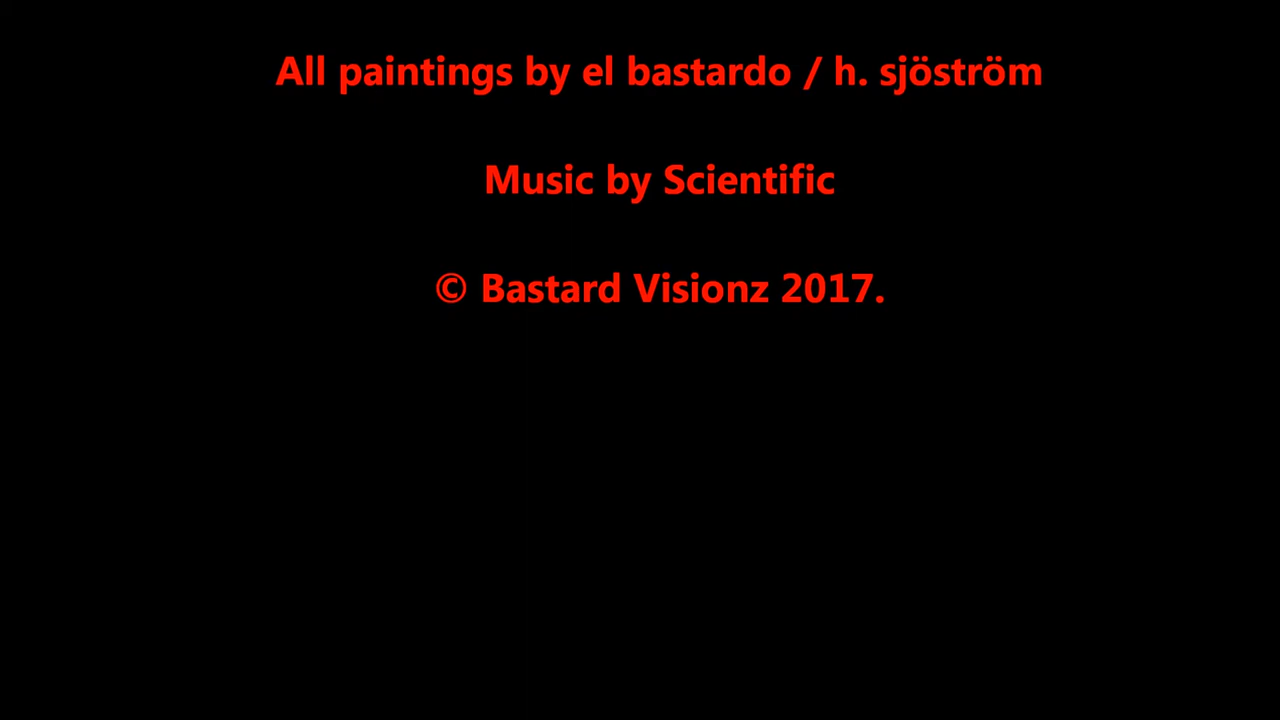 All paintings by el bastardo / h. sjöström
Music by Scientific
© Bastard Visionz 2017.